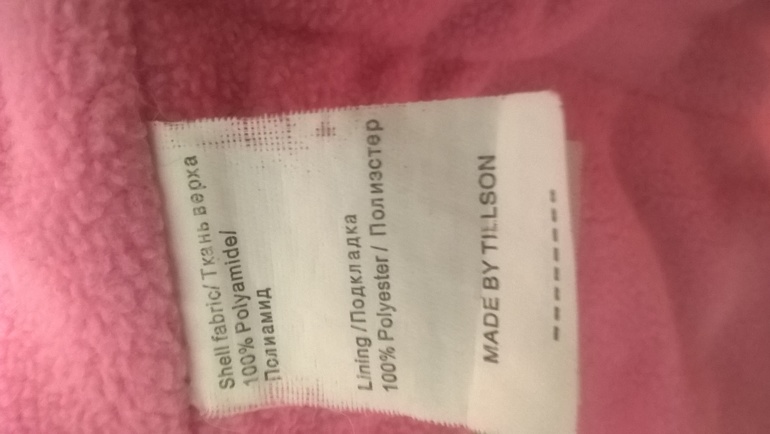 Shell fabric/ Ткань верха
100% Polyamide/
Полиамид
Lining /Подкладка
100% Polyester / Полиэстер
MADE BY TILLSON